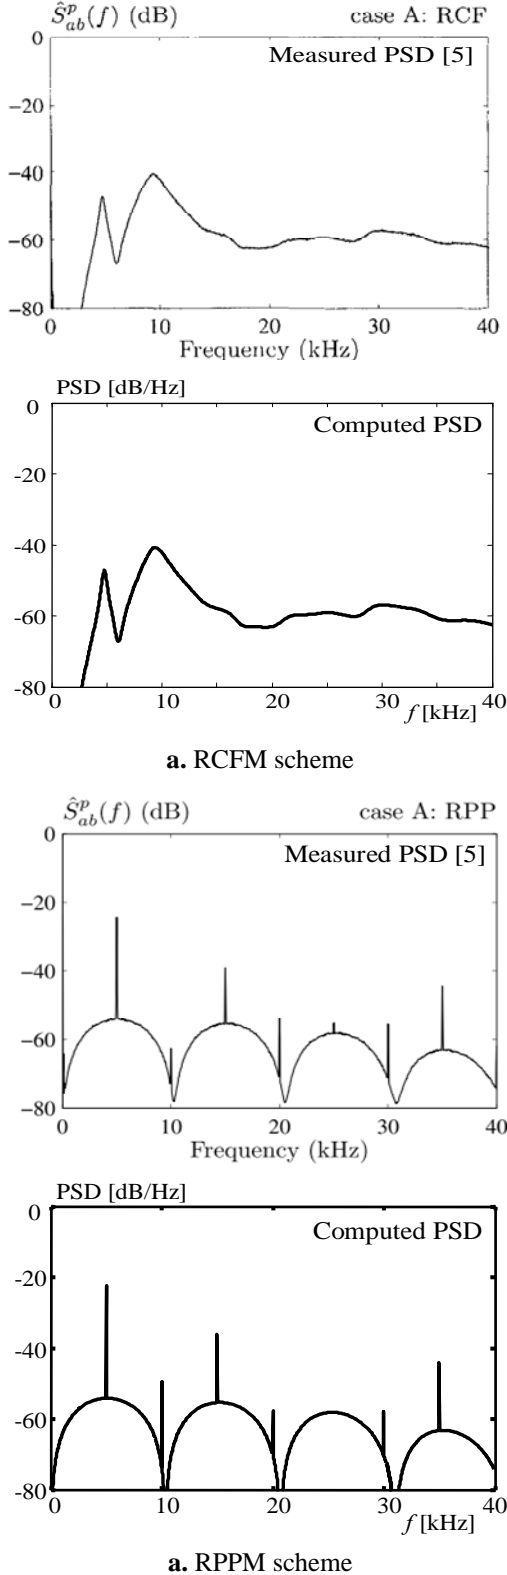 Ŝᵖ_ab(f) (dB) case A: RCF
Measured PSD [5]
0
−20
−40
−60
−80
0 10 20 30 40
Frequency (kHz)
PSD [dB/Hz]
Computed PSD
0
-20
-40
-60
-80
0 10 20 30 40
f [kHz]
a. RCFM scheme
Ŝᵖ_ab(f) (dB) case A: RPP
Measured PSD [5]
0
−20
−40
−60
−80
0 10 20 30 40
Frequency (kHz)
PSD [dB/Hz]
Computed PSD
0
-20
-40
-60
-80
0 10 20 30 40
f [kHz]
a. RPPM scheme